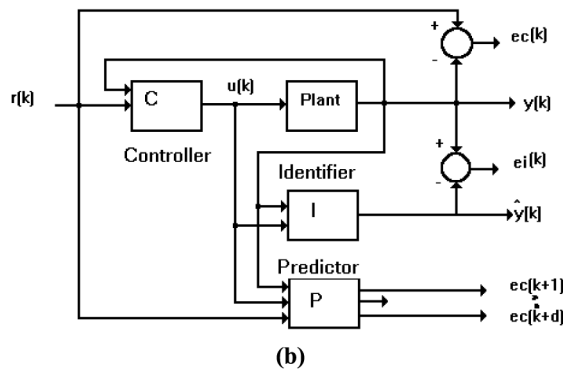 ec[k]
+
-
r[k]
C
u[k]
Plant
y[k]
Controller
+
-
ei[k]
Identifier
I
ŷ[k]
Predictor
P
ec[k+1]
ec[k+d]
(b)